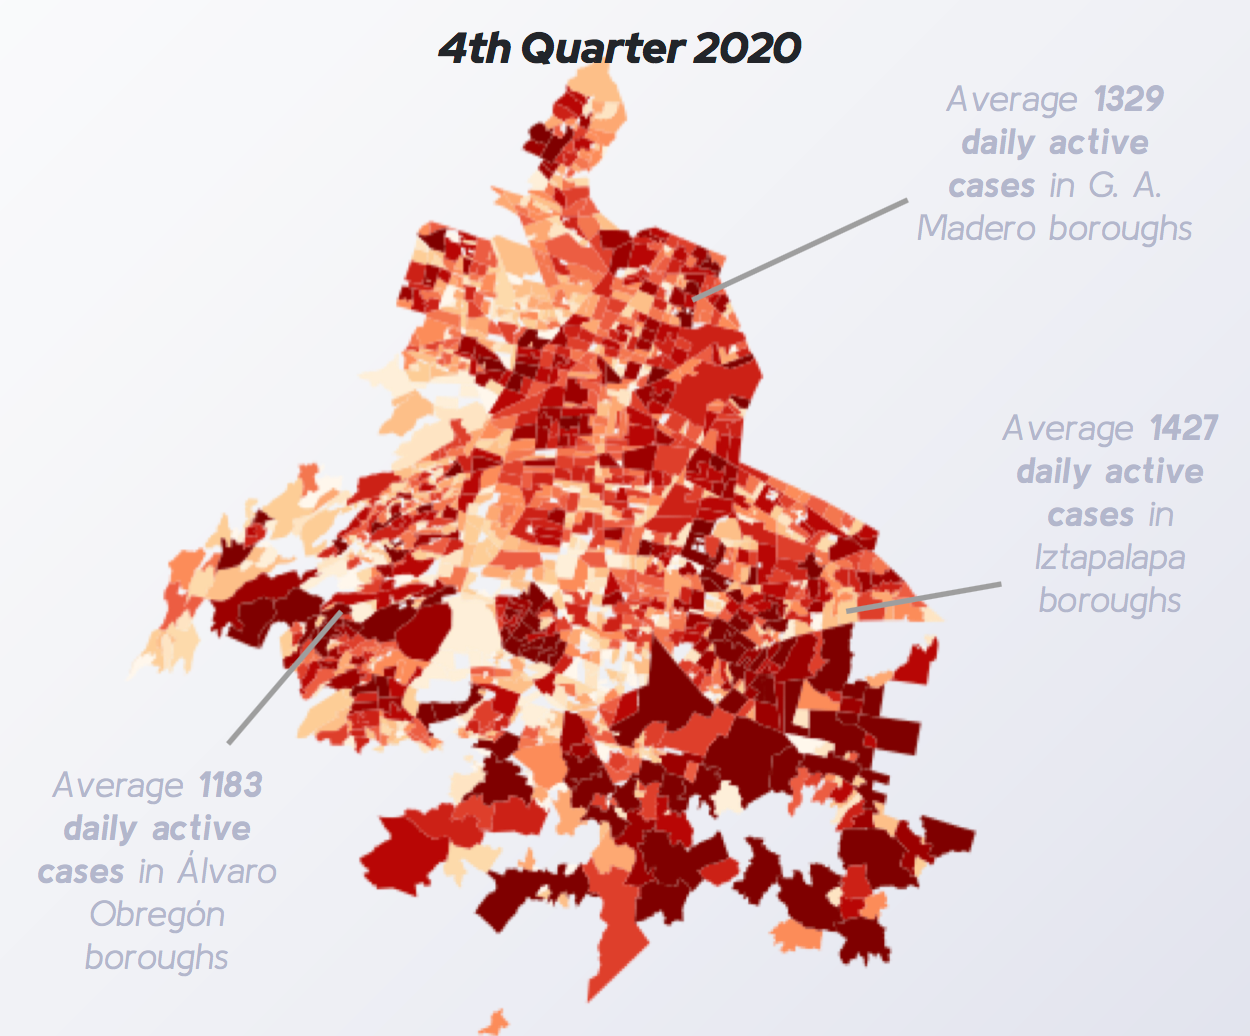 4th Quarter 2020
Average 1329
daily active
cases in G. A.
Madero boroughs
Average 1427
daily active
cases in
Iztapalapa
boroughs
Average 1183
daily active
cases in Álvaro
Obregón
boroughs